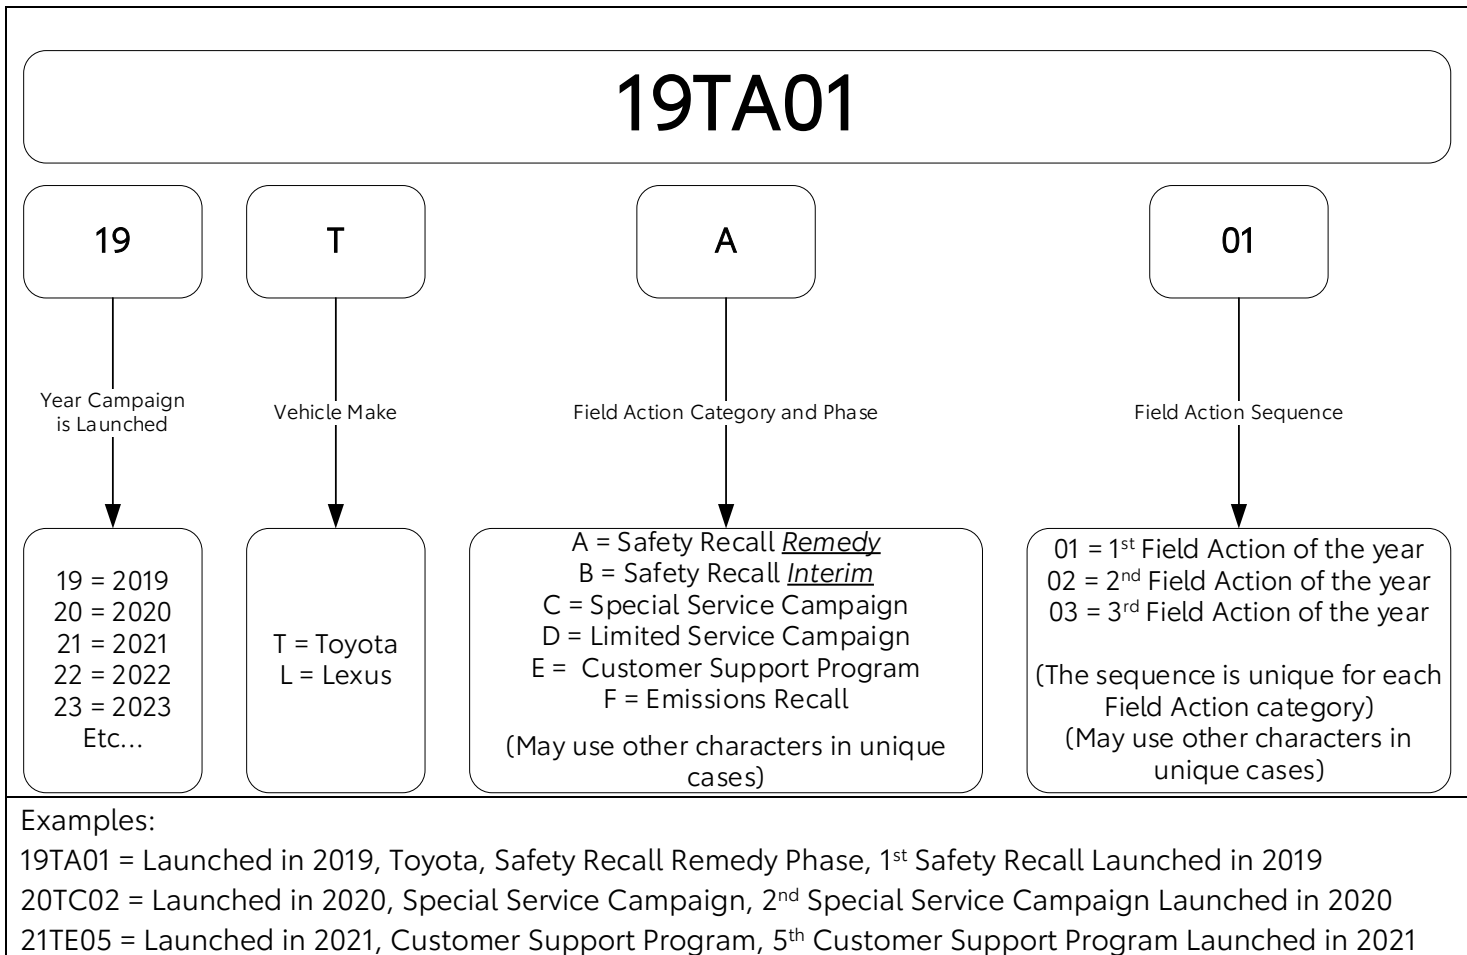 19TA01
19
T
A
01
Year Campaign
is Launched
Vehicle Make
Field Action Category and Phase
Field Action Sequence
19 = 2019
20 = 2020
21 = 2021
22 = 2022
23 = 2023
Etc...
T = Toyota
L = Lexus
A = Safety Recall Remedy
B = Safety Recall Interim
C = Special Service Campaign
D = Limited Service Campaign
E =  Customer Support Program
F = Emissions Recall
(May use other characters in unique
cases)
01 = 1st Field Action of the year
02 = 2nd Field Action of the year
03 = 3rd Field Action of the year
(The sequence is unique for each
Field Action category)
(May use other characters in
unique cases)
Examples:
19TA01 = Launched in 2019, Toyota, Safety Recall Remedy Phase, 1st Safety Recall Launched in 2019
20TC02 = Launched in 2020, Special Service Campaign, 2nd Special Service Campaign Launched in 2020
21TE05 = Launched in 2021, Customer Support Program, 5th Customer Support Program Launched in 2021